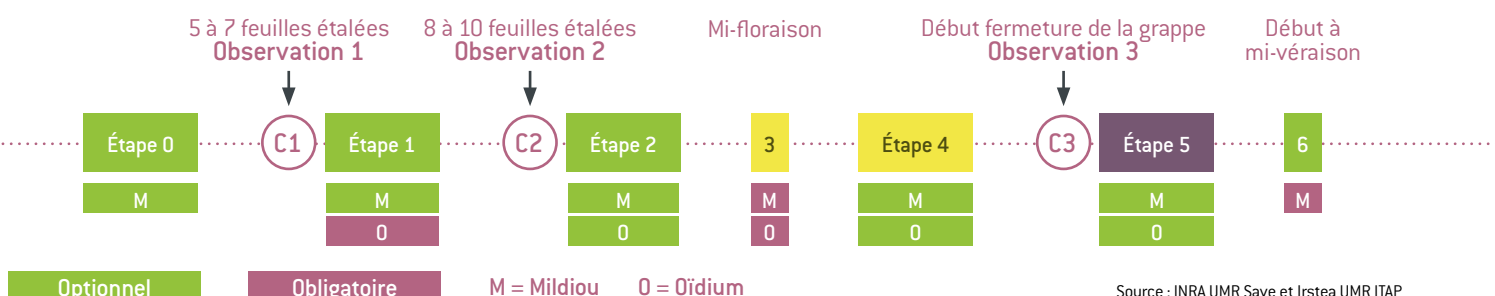 5 à 7 feuilles étalées
Observation 1
8 à 10 feuilles étalées
Observation 2
Mi-floraison
Début fermeture de la grappe
Observation 3
Début à
mi-véraison
Étape 0
C1
Étape 1
C2
Étape 2
3
Étape 4
C3
Étape 5
6
M
M
M
M
M
M
M
O
O
O
O
O
Optionnel
Obligatoire
M = Mildiou
O = Oïdium
Source : INRA UMR Save et Irstea UMR ITAP